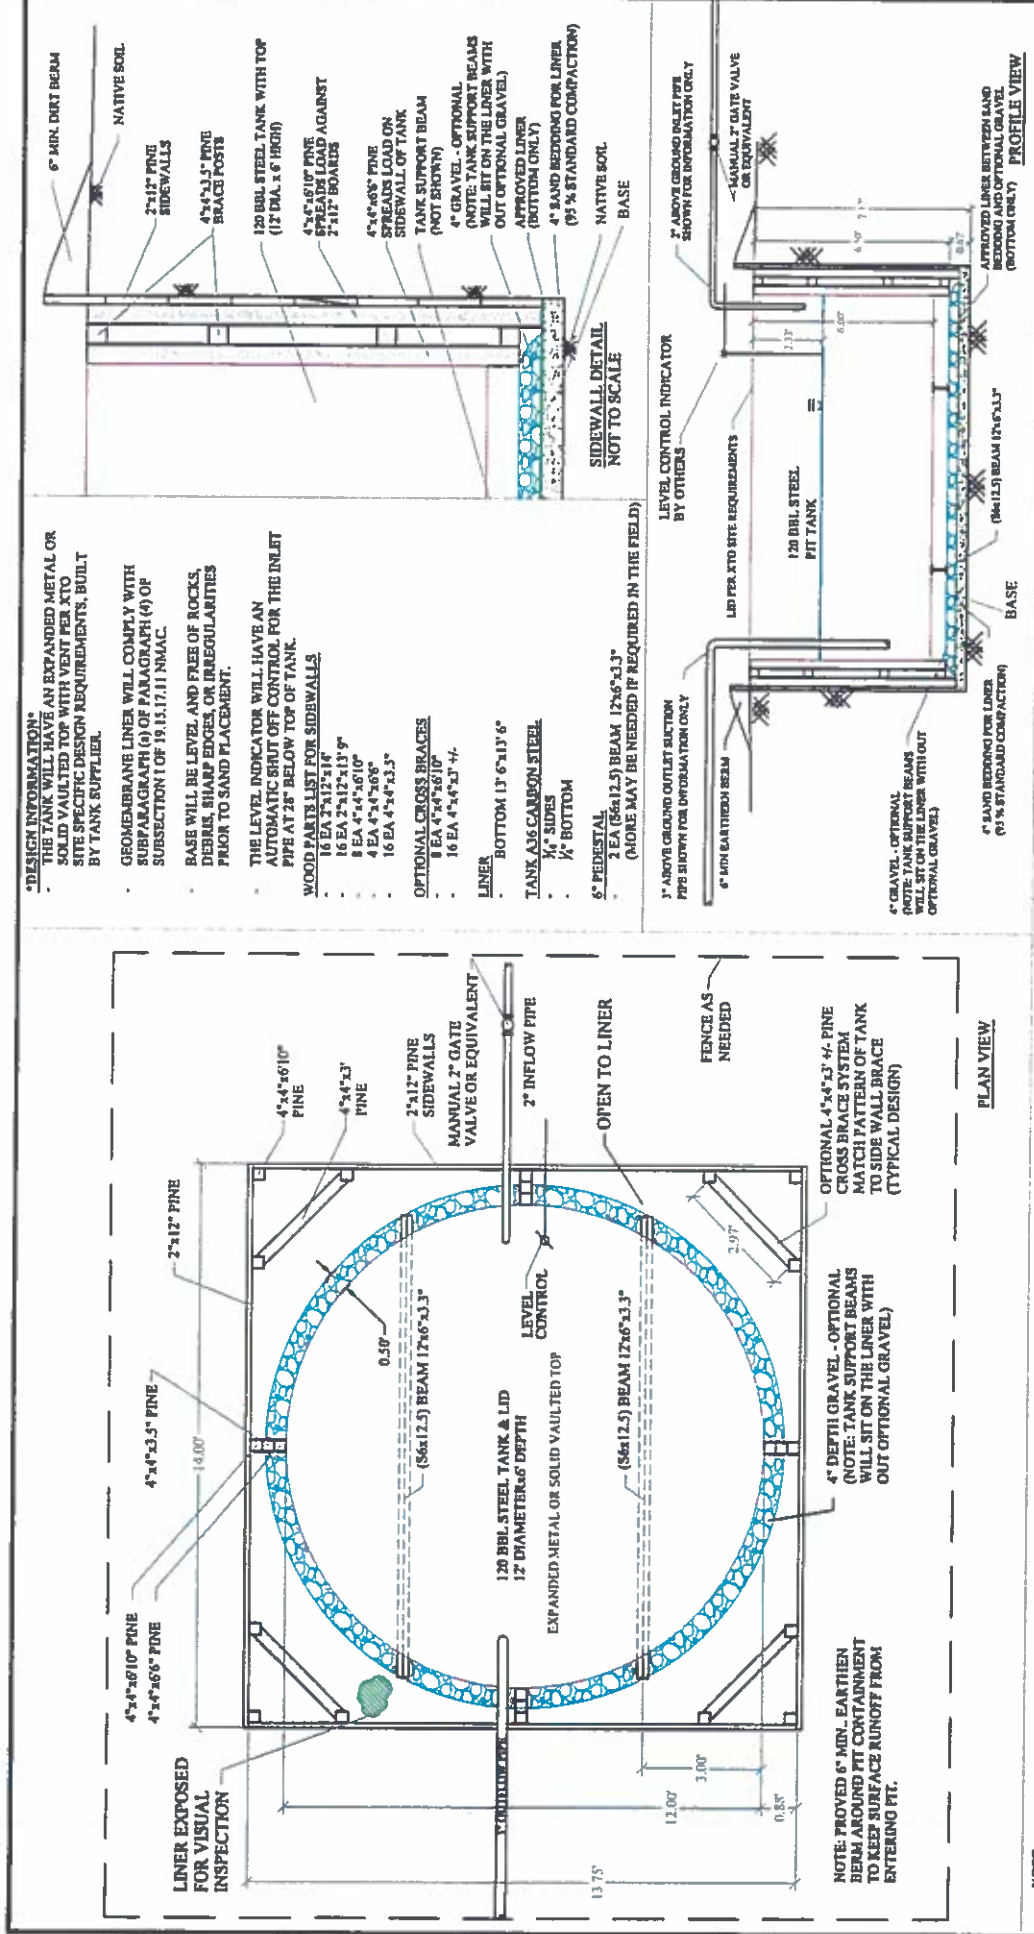 *DESIGN INFORMATION*
- THE TANK WILL HAVE AN EXPANDED METAL OR
SOLID VAULTED TOP WITH VENT PER XTO
SITE SPECIFIC DESIGN REQUIREMENTS, BUILT
BY TANK SUPPLIER.
- GEOMEMBRANE LINER WILL COMPLY WITH
SUBPARAGRAPH (a) OF PARAGRAPH (4) OF
SUBSECTION I OF 19.15.17.11 NMAC.
- BASE WILL BE LEVEL AND FREE OF ROCKS,
DEBRIS, SHARP EDGES, OR IRREGULARITIES
PRIOR TO SAND PLACEMENT.
- THE LEVEL INDICATOR WILL HAVE AN
AUTOMATIC SHUT OFF CONTROL FOR THE INLET
PIPE AT 28" BELOW TOP OF TANK.
WOOD PARTS LIST FOR SIDEWALLS
- 16 EA 2"x12"x14'
- 16 EA 2"x12"x13'9"
- 8 EA 4"x4"x6'10"
- 4 EA 4"x4"x6'6"
- 16 EA 4"x4"x3.5"
OPTIONAL CROSS BRACES
- 8 EA 4"x4"x6'10"
- 16 EA 4"x4"x3' +/-
LINER
- BOTTOM 13' 6"x13' 6"
TANK A36 CARBON STEEL
SIDES
- ¼" BOTTOM
6" PEDESTAL
- 2 EA (S6x12.5) BEAM 12'x6"x3.3"
(MORE MAY BE NEEDED IF REQUIRED IN THE FIELD)
6" MIN. DIRT BERM
NATIVE SOIL
2"x12" PINE
SIDEWALLS
4"x4"x3.5" PINE
BRACE POSTS
120 BBL STEEL TANK WITH TOP
(12' DIA. x 6' HIGH)
4"x4"x6'10" PINE
SPREADS LOAD AGAINST
2"x12" BOARDS
4"x4"x6'6" PINE
SPREADS LOAD ON
SIDEWALL OF TANK
TANK SUPPORT BEAM
(NOT SHOWN)
4" GRAVEL - OPTIONAL
(NOTE: TANK SUPPORT BEAMS
WILL SIT ON THE LINER WITH
OUT OPTIONAL GRAVEL)
APPROVED LINER
(BOTTOM ONLY)
4" SAND BEDDING FOR LINER
(95 % STANDARD COMPACTION)
NATIVE SOIL
BASE
SIDEWALL DETAIL
NOT TO SCALE
LINER EXPOSED
FOR VISUAL
INSPECTION
4"x4"x6'10" PINE
4"x4"x6'6" PINE
4"x4"x3.5" PINE
2"x12" PINE
4"x4"x6'10"
PINE
4"x4"x3'
PINE
2"x12" PINE
SIDEWALLS
MANUAL 2" GATE
VALVE OR EQUIVALENT
2" INFLOW PIPE
OPEN TO LINER
FENCE AS
NEEDED
14.00'
0.50'
(S6x12.5) BEAM 12'x6"x3.3"
120 BBL STEEL TANK & LID
12' DIAMETERx6' DEPTH
EXPANDED METAL OR SOLID VAULTED TOP
LEVEL
CONTROL
(S6x12.5) BEAM 12'x6"x3.3"
3" OUTFLOW PIPE
3.00'
12.00'
0.88'
13.75'
2.97'
OPTIONAL 4"x4"x3' +/- PINE
CROSS BRACE SYSTEM
MATCH PATTERN OF TANK
TO SIDE WALL BRACE
(TYPICAL DESIGN)
4" DEPTH GRAVEL - OPTIONAL
(NOTE: TANK SUPPORT BEAMS
WILL SIT ON THE LINER WITH
OUT OPTIONAL GRAVEL)
NOTE: PROVED 6" MIN. EARTHEN
BERM AROUND PIT CONTAINMENT
TO KEEP SURFACE RUNOFF FROM
ENTERING PIT.
PLAN VIEW
3" ABOVE GROUND OUTLET SUCTION
PIPE SHOWN FOR INFORMATION ONLY
6" MIN EARTHEN BERM
LEVEL CONTROL INDICATOR
BY OTHERS
LID PER XTO SITE REQUIREMENTS
2" ABOVE GROUND INLET PIPE
SHOWN FOR INFORMATION ONLY
MANUAL 2" GATE VALVE
OR EQUIVALENT
120 BBL STEEL
PIT TANK
2.33'
6.00'
0.67'
4" GRAVEL - OPTIONAL
(NOTE: TANK SUPPORT BEAMS
WILL SIT ON THE LINER WITH OUT
OPTIONAL GRAVEL)
4" SAND BEDDING FOR LINER
(95 % STANDARD COMPACTION)
BASE
(S6x12.5) BEAM 12'x6"x3.3"
APPROVED LINER BETWEEN SAND
BEDDING AND OPTIONAL GRAVEL
(BOTTOM ONLY)
PROFILE VIEW